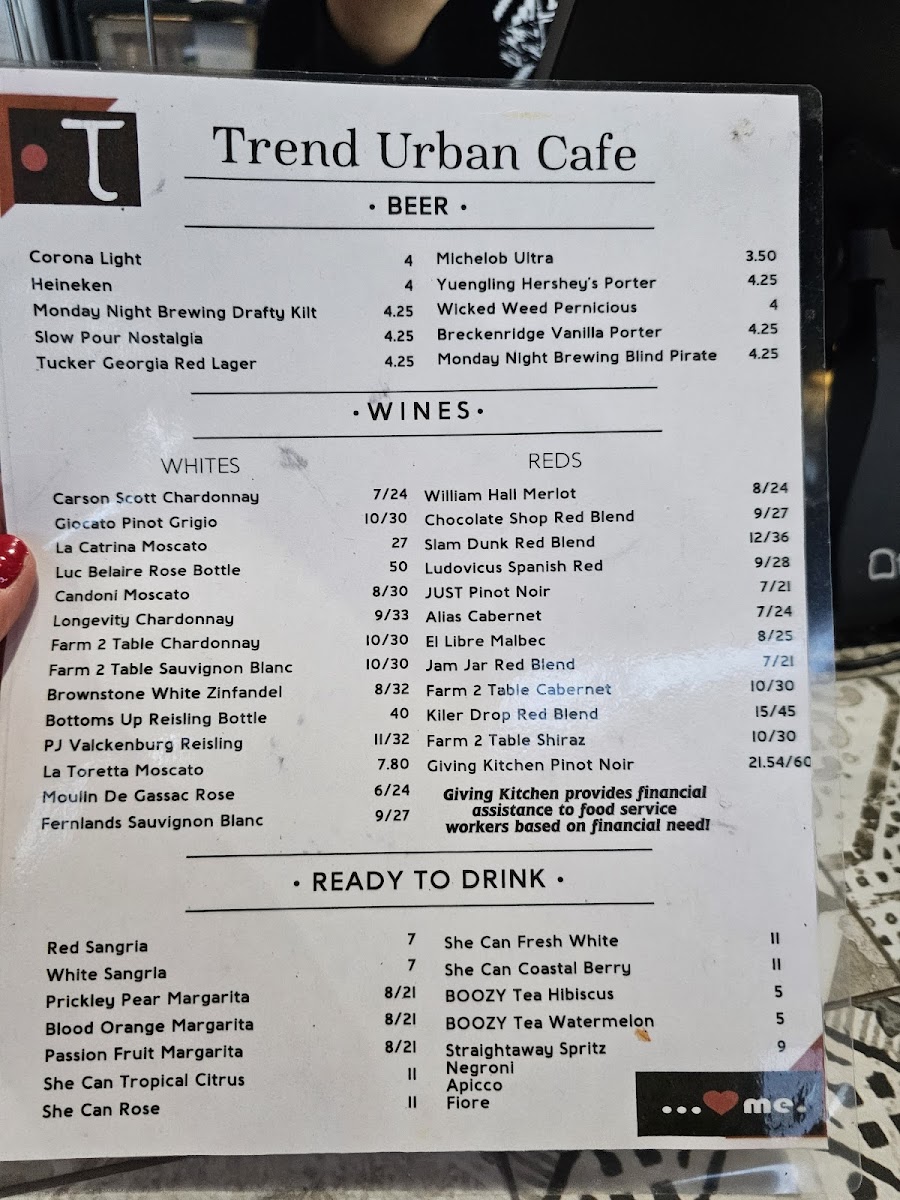 T
Trend Urban Cafe
• BEER •
Corona Light 4
Heineken 4
Monday Night Brewing Drafty Kilt 4.25
Slow Pour Nostalgia 4.25
Tucker Georgia Red Lager 4.25
Michelob Ultra 3.50
Yuengling Hershey's Porter 4.25
Wicked Weed Pernicious 4
Breckenridge Vanilla Porter 4.25
Monday Night Brewing Blind Pirate 4.25
• WINES •
WHITES
Carson Scott Chardonnay 7/24
Giocato Pinot Grigio 10/30
La Catrina Moscato 27
Luc Belaire Rose Bottle 50
Candoni Moscato 8/30
Longevity Chardonnay 9/33
Farm 2 Table Chardonnay 10/30
Farm 2 Table Sauvignon Blanc 10/30
Brownstone White Zinfandel 8/32
Bottoms Up Reisling Bottle 40
PJ Valckenburg Reisling 11/32
La Toretta Moscato 7.80
Moulin De Gassac Rose 6/24
Fernlands Sauvignon Blanc 9/27
REDS
William Hall Merlot 8/24
Chocolate Shop Red Blend 9/27
Slam Dunk Red Blend 12/36
Ludovicus Spanish Red 9/28
JUST Pinot Noir 7/21
Alias Cabernet 7/24
El Libre Malbec 8/25
Jam Jar Red Blend 7/21
Farm 2 Table Cabernet 10/30
Kiler Drop Red Blend 15/45
Farm 2 Table Shiraz 10/30
Giving Kitchen Pinot Noir 21.54/60
Giving Kitchen provides financial
assistance to food service
workers based on financial need!
• READY TO DRINK •
Red Sangria 7
White Sangria 7
Prickley Pear Margarita 8/21
Blood Orange Margarita 8/21
Passion Fruit Margarita 8/21
She Can Tropical Citrus 11
She Can Rose 11
She Can Fresh White 11
She Can Coastal Berry 11
BOOZY Tea Hibiscus 5
BOOZY Tea Watermelon 5
Straightaway Spritz 9
Negroni
Apicco
Fiore
...❤me.